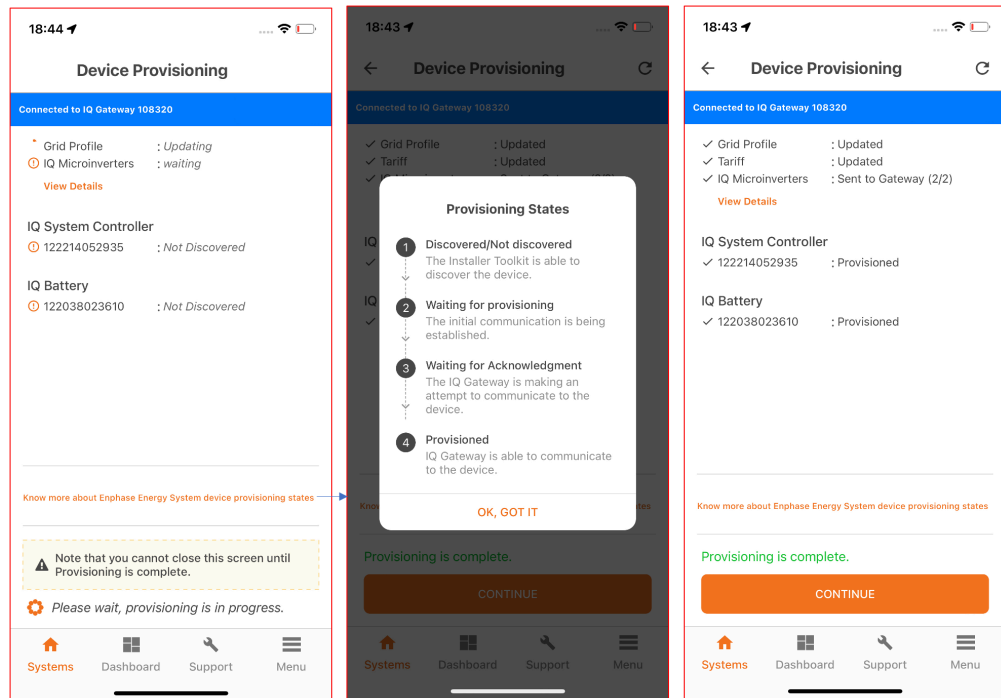 18:44
Device Provisioning
Connected to IQ Gateway 108320
Grid Profile : Updating
IQ Microinverters : waiting
View Details
IQ System Controller
122214052935 : Not Discovered
IQ Battery
122038023610 : Not Discovered
Know more about Enphase Energy System device provisioning states
Note that you cannot close this screen until
Provisioning is complete.
Please wait, provisioning is in progress.
Systems Dashboard Support Menu
18:43
Device Provisioning
Connected to IQ Gateway 108320
Grid Profile : Updated
Tariff : Updated
IQ
IQ
Provisioning States
1 Discovered/Not discovered
The Installer Toolkit is able to
discover the device.
2 Waiting for provisioning
The initial communication is being
established.
3 Waiting for Acknowledgment
The IQ Gateway is making an
attempt to communicate to the
device.
4 Provisioned
IQ Gateway is able to communicate
to the device.
OK, GOT IT
Provisioning is complete.
CONTINUE
Systems Dashboard Support Menu
18:43
Device Provisioning
Connected to IQ Gateway 108320
Grid Profile : Updated
Tariff : Updated
IQ Microinverters : Sent to Gateway (2/2)
View Details
IQ System Controller
122214052935 : Provisioned
IQ Battery
122038023610 : Provisioned
Know more about Enphase Energy System device provisioning states
Provisioning is complete.
CONTINUE
Systems Dashboard Support Menu